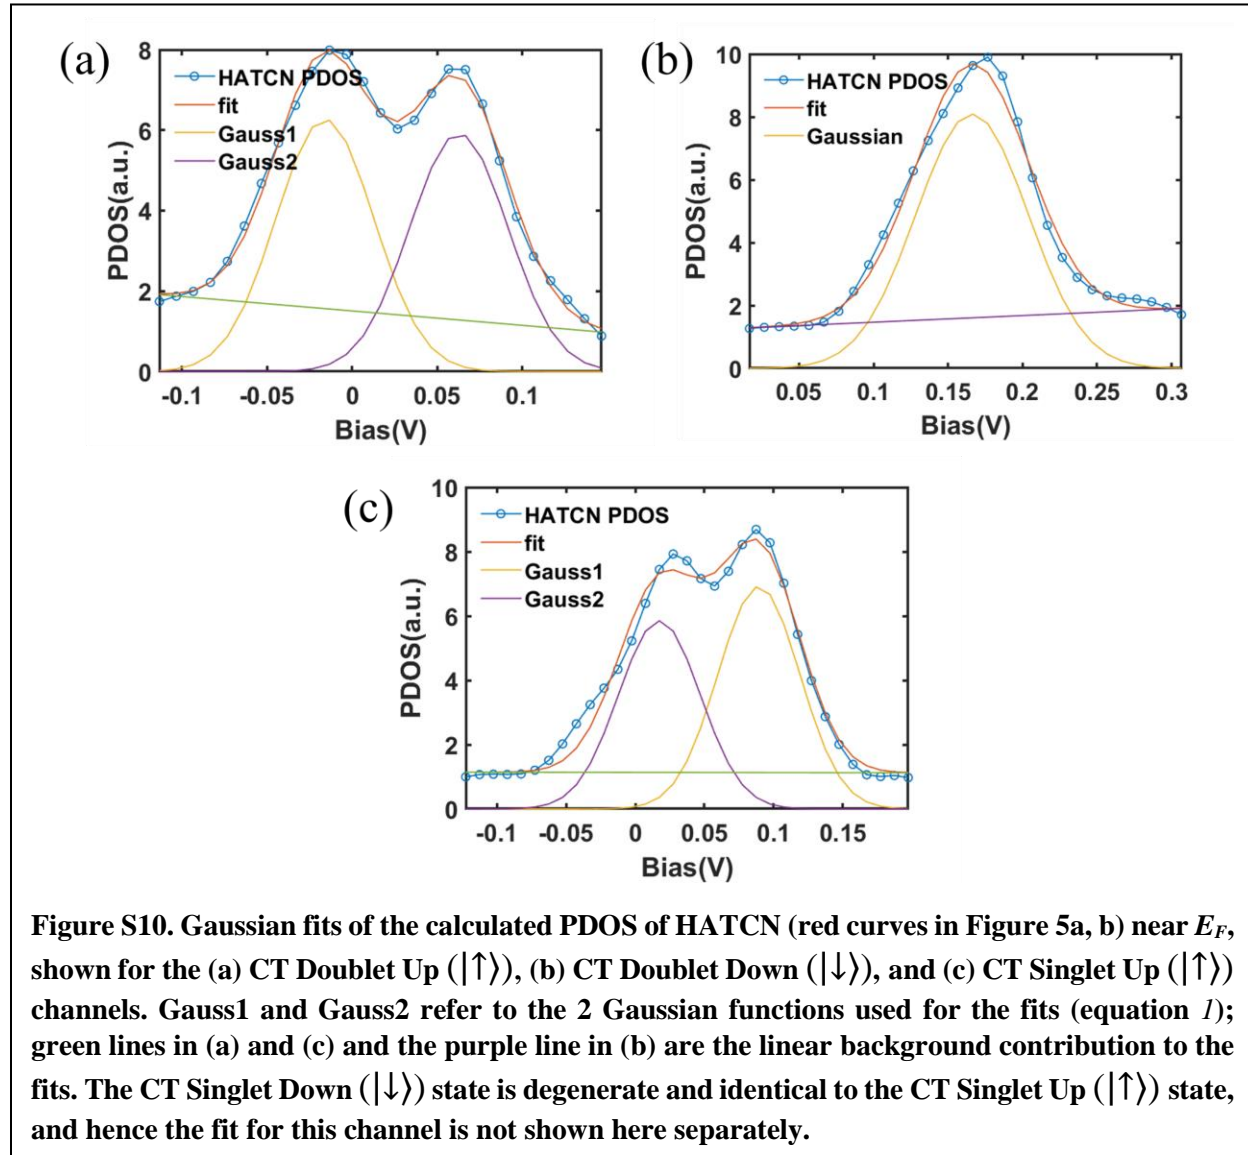 (a)
8
6
4
2
0
PDOS(a.u.)
HATCN PDOS
fit
Gauss1
Gauss2
-0.1 -0.05 0 0.05 0.1
Bias(V)
(b)
10
8
6
4
2
0
PDOS(a.u.)
HATCN PDOS
fit
Gaussian
0.05 0.1 0.15 0.2 0.25 0.3
Bias(V)
(c)
10
8
6
4
2
0
PDOS(a.u.)
HATCN PDOS
fit
Gauss1
Gauss2
-0.1 -0.05 0 0.05 0.1 0.15
Bias(V)
Figure S10. Gaussian fits of the calculated PDOS of HATCN (red curves in Figure 5a, b) near E_F,
shown for the (a) CT Doublet Up (|↑⟩), (b) CT Doublet Down (|↓⟩), and (c) CT Singlet Up (|↑⟩)
channels. Gauss1 and Gauss2 refer to the 2 Gaussian functions used for the fits (equation 1);
green lines in (a) and (c) and the purple line in (b) are the linear background contribution to the
fits. The CT Singlet Down (|↓⟩) state is degenerate and identical to the CT Singlet Up (|↑⟩) state,
and hence the fit for this channel is not shown here separately.